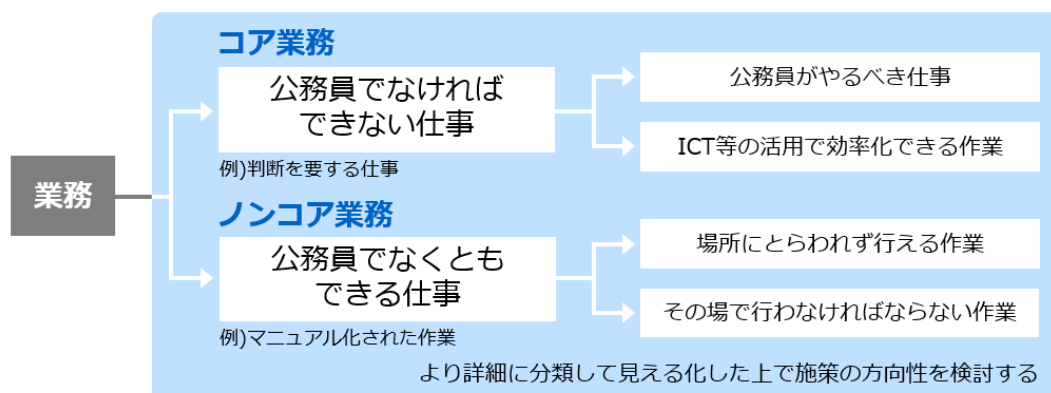 業務
コア業務
公務員でなければ
できない仕事
例)判断を要する仕事
公務員がやるべき仕事
ICT等の活用で効率化できる作業
ノンコア業務
公務員でなくとも
できる仕事
例)マニュアル化された作業
場所にとらわれず行える作業
その場で行わなければならない作業
より詳細に分類して見える化した上で施策の方向性を検討する